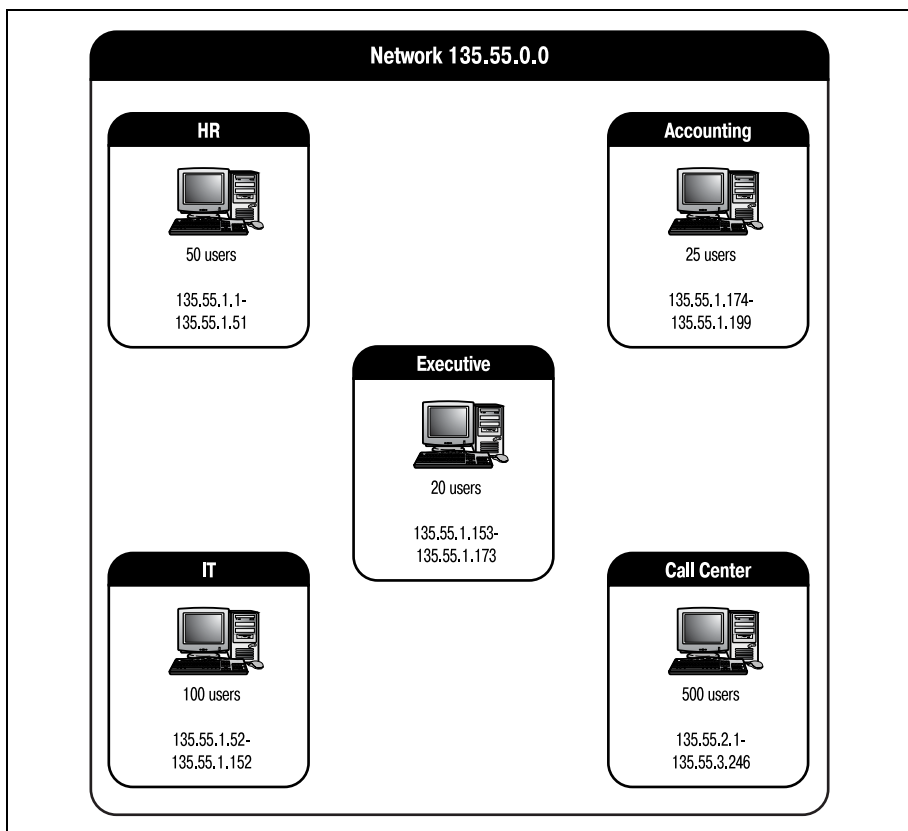 Network 135.55.0.0
HR
50 users
135.55.1.1-
135.55.1.51
Accounting
25 users
135.55.1.174-
135.55.1.199
Executive
20 users
135.55.1.153-
135.55.1.173
IT
100 users
135.55.1.52-
135.55.1.152
Call Center
500 users
135.55.2.1-
135.55.3.246